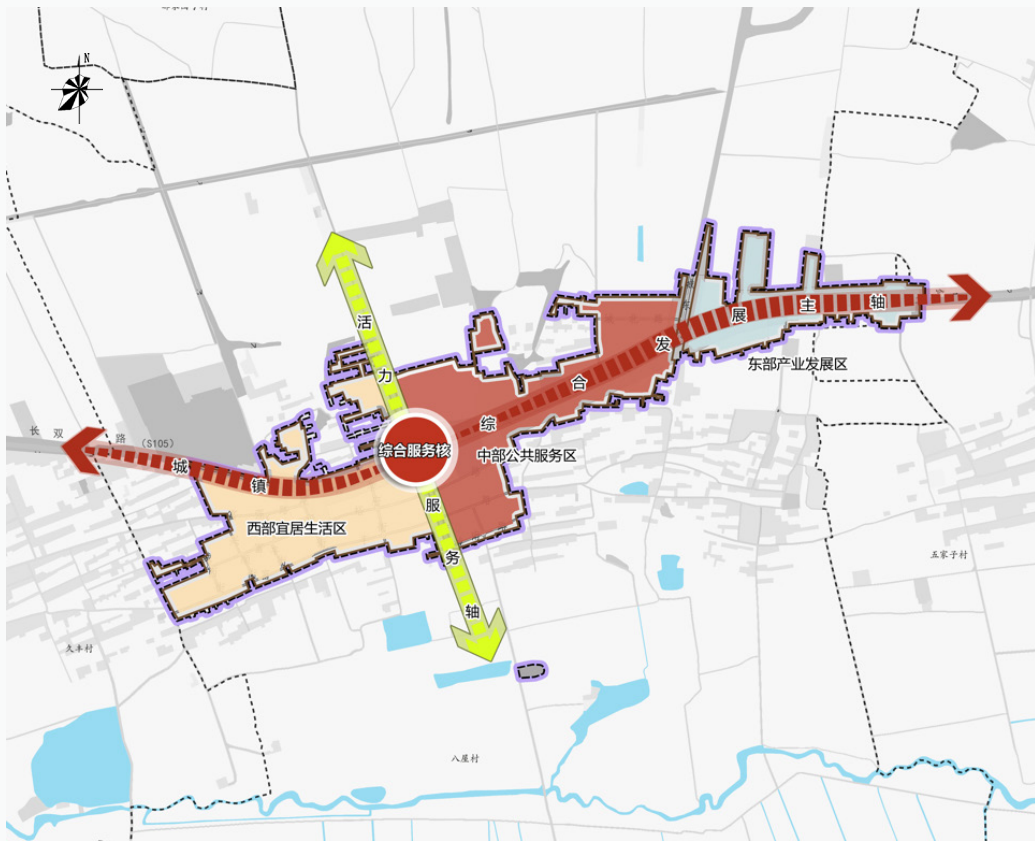 N
活力服务轴
城镇综合发展主轴
东部产业发展区
长双路(S105)
综合服务核
中部公共服务区
西部宜居生活区
五家子村
久丰村
八屋村